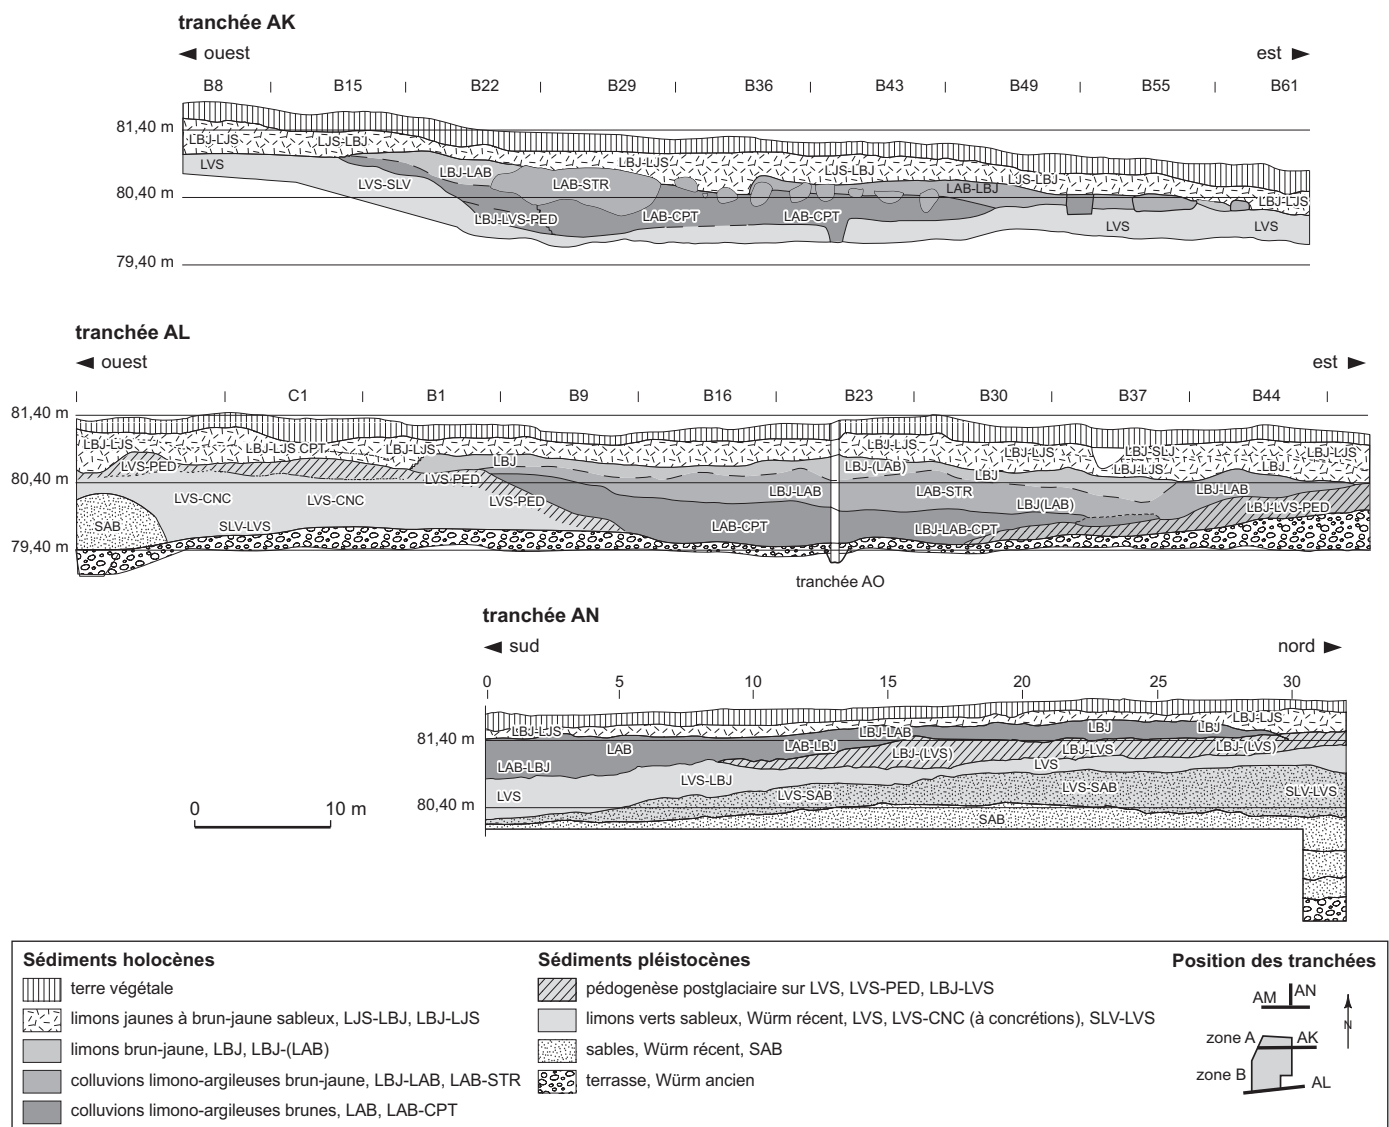 tranchée AK
◄ ouest est ►
B8 B15 B22 B29 B36 B43 B49 B55 B61
81,40 m
LBJ-LJS LJS-LBJ
LVS LBJ-LAB LBJ-LJS LJS-LBJ LJS-LBJ
LVS-SLV LAB-STR LAB-LBJ
80,40 m LBJ-LJS
LBJ-LVS-PED LAB-CPT LAB-CPT LVS LVS
79,40 m
tranchée AL
◄ ouest est ►
C1 B1 B9 B16 B23 B30 B37 B44
81,40 m
LBJ-LJS LBJ-LJS CPT LBJ-LJS LBJ-LJS LBJ-LJS LBJ-SLJ LBJ-LJS
LVS-PED LBJ LBJ-(LAB) LBJ-LJS LBJ
80,40 m LVS-PED LBJ
LVS-CNC LVS-CNC LVS-PED LBJ-LAB LAB-STR LBJ-LAB
SAB SLV-LVS LAB-CPT LBJ(LAB) LBJ-LVS-PED
LBJ-LAB-CPT
79,40 m
tranchée AO
tranchée AN
◄ sud nord ►
0 5 10 15 20 25 30
LBJ-LJS LBJ-LAB LBJ LBJ LBJ-LJS
81,40 m
LAB LAB-LBJ LBJ-(LVS) LBJ-LVS LBJ-(LVS)
LAB-LBJ LVS-LBJ LVS
LVS LVS-SAB LVS-SAB SLV-LVS
80,40 m
SAB
0 10 m
Sédiments holocènes
terre végétale
limons jaunes à brun-jaune sableux, LJS-LBJ, LBJ-LJS
limons brun-jaune, LBJ, LBJ-(LAB)
colluvions limono-argileuses brun-jaune, LBJ-LAB, LAB-STR
colluvions limono-argileuses brunes, LAB, LAB-CPT
Sédiments pléistocènes
pédogenèse postglaciaire sur LVS, LVS-PED, LBJ-LVS
limons verts sableux, Würm récent, LVS, LVS-CNC (à concrétions), SLV-LVS
sables, Würm récent, SAB
terrasse, Würm ancien
Position des tranchées
AM AN
N
zone A AK
zone B AL